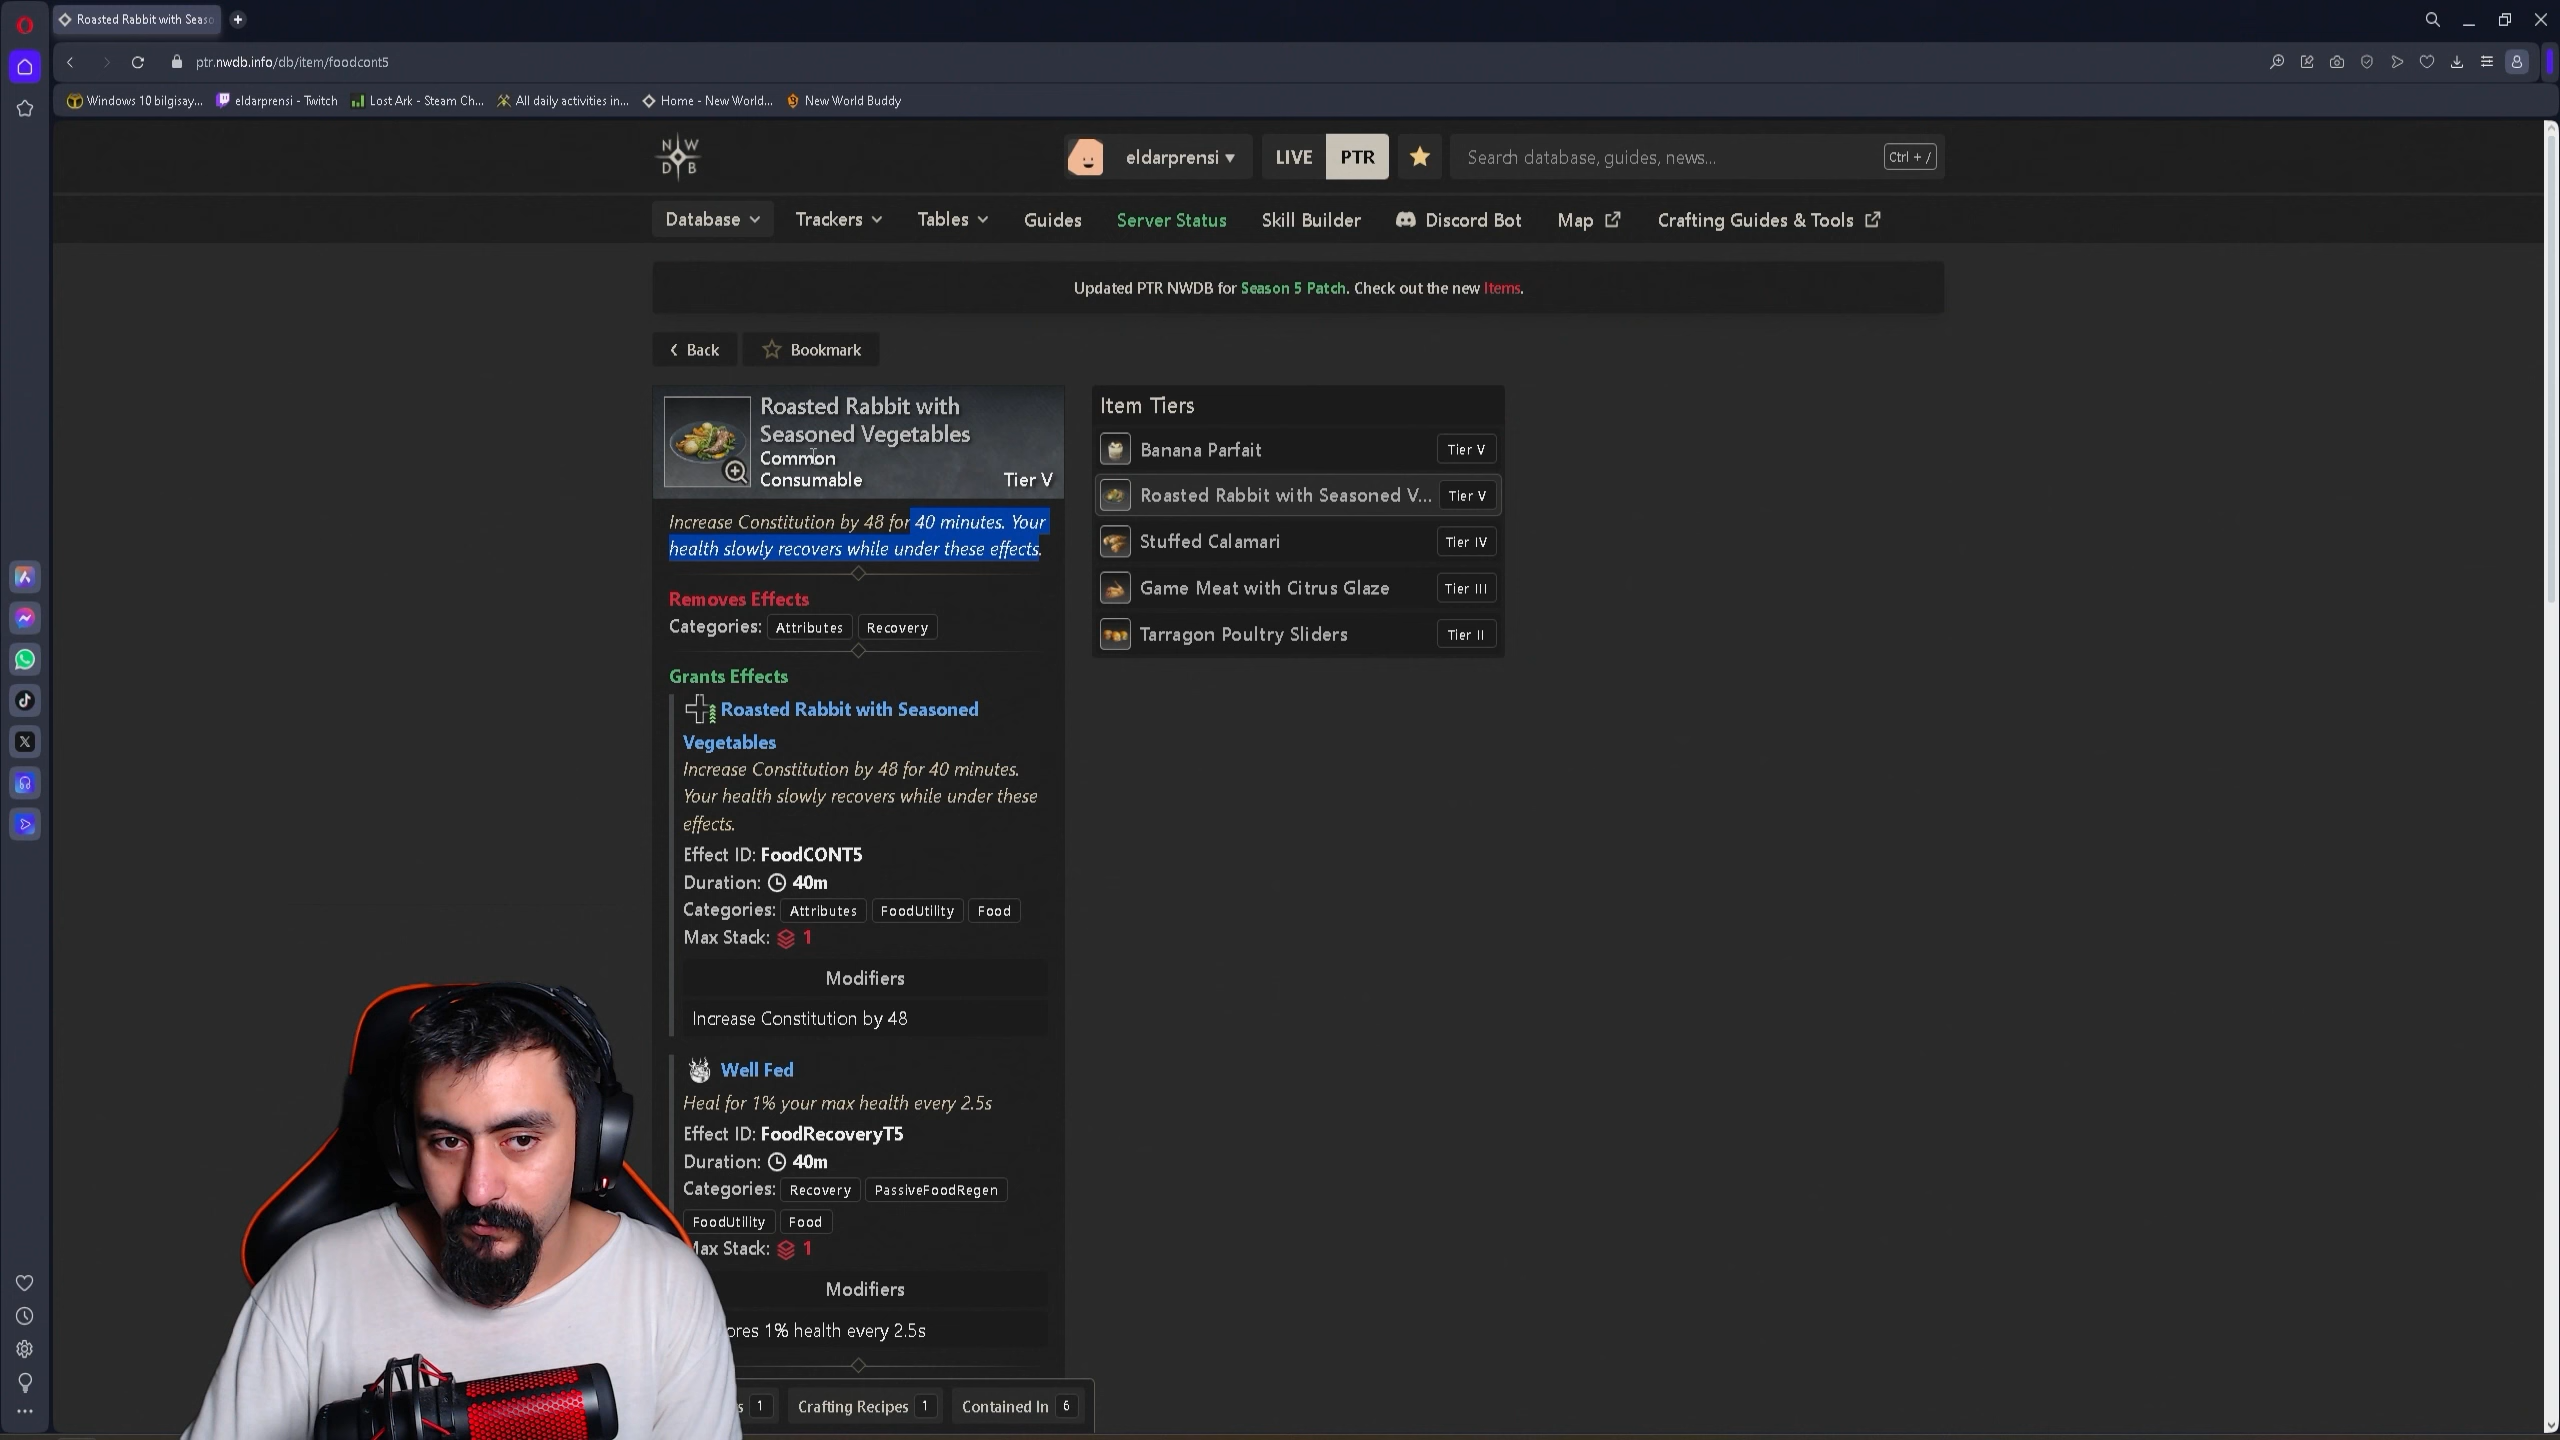 Roasted Rabbit with Seaso
ptr.nwdb.info/db/item/foodcont5
Windows 10 bilgisay...
eldarprensi - Twitch
Lost Ark - Steam Ch...
All daily activities in...
Home - New World...
New World Buddy
N W
D B
eldarprensi
LIVE
PTR
Search database, guides, news...
Ctrl + /
Database
Trackers
Tables
Guides
Server Status
Skill Builder
Discord Bot
Map
Crafting Guides & Tools
Updated PTR NWDB for Season 5 Patch. Check out the new Items.
Back
Bookmark
Roasted Rabbit with
Seasoned Vegetables
Common
Consumable
Tier V
Increase Constitution by 48 for 40 minutes. Your
health slowly recovers while under these effects.
Removes Effects
Categories: Attributes Recovery
Grants Effects
Roasted Rabbit with Seasoned
Vegetables
Increase Constitution by 48 for 40 minutes.
Your health slowly recovers while under these
effects.
Effect ID: FoodCONT5
Duration: 40m
Categories: Attributes FoodUtility Food
Max Stack: 1
Modifiers
Increase Constitution by 48
Well Fed
Heal for 1% your max health every 2.5s
Effect ID: FoodRecoveryT5
Duration: 40m
Categories: Recovery PassiveFoodRegen
FoodUtility Food
Max Stack: 1
Modifiers
ores 1% health every 2.5s
s 1
Crafting Recipes 1
Contained In 6
Item Tiers
Banana Parfait Tier V
Roasted Rabbit with Seasoned V... Tier V
Stuffed Calamari Tier IV
Game Meat with Citrus Glaze Tier III
Tarragon Poultry Sliders Tier II